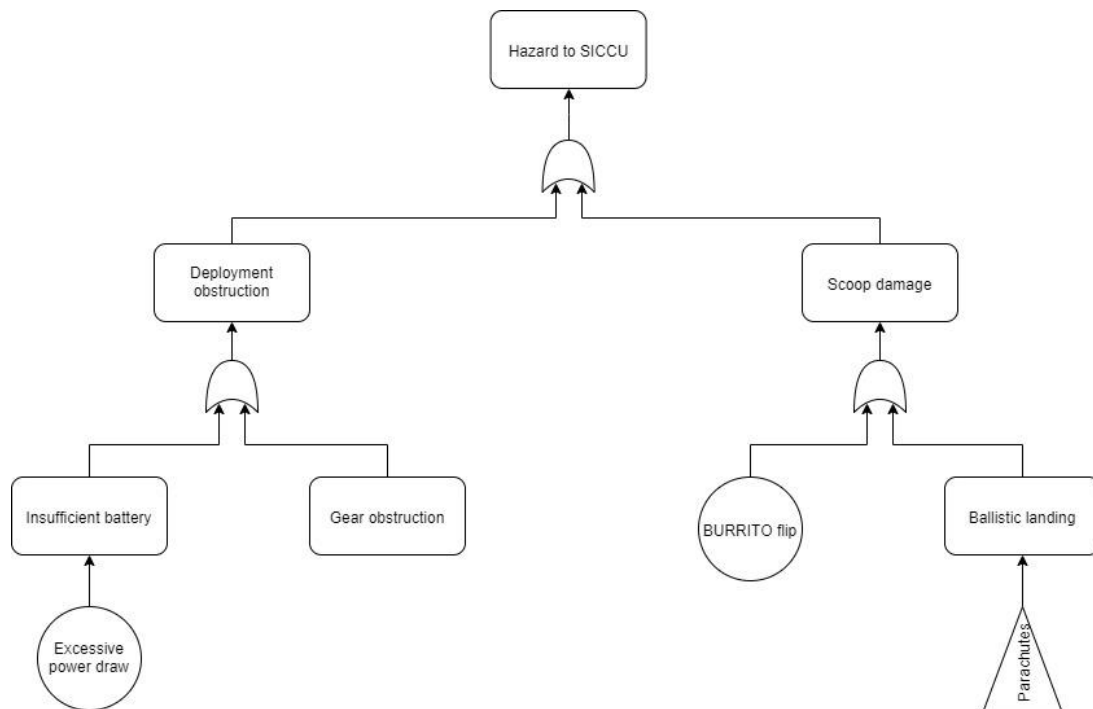 Hazard to SICCU
Deployment
obstruction
Scoop damage
Insufficient battery
Gear obstruction
BURRITO flip
Ballistic landing
Excessive
power draw
Parachutes